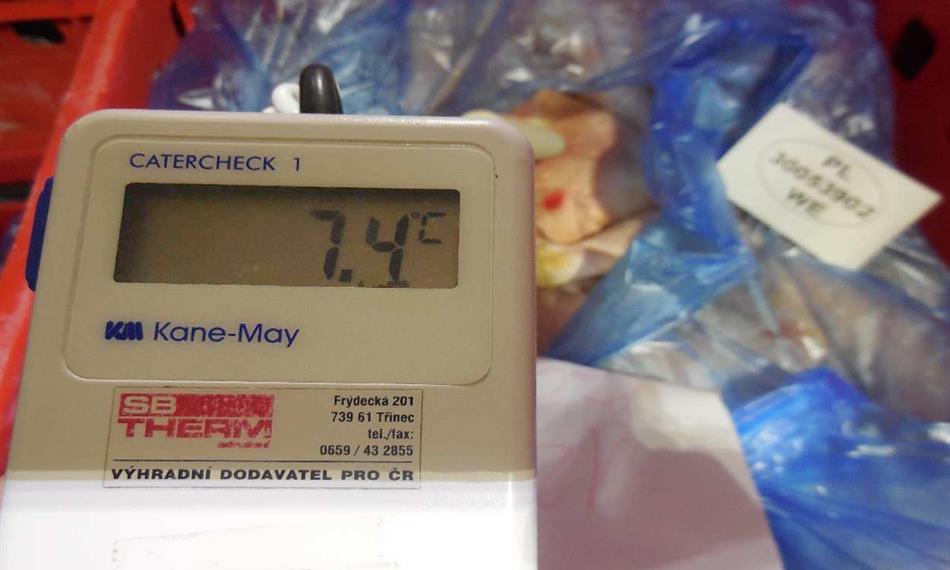 CATERCHECK 1
7.4°C
KM Kane-May
SB
THERM
Frýdecká 201
739 61 Třinec
tel./fax:
0659 / 43 2855
VÝHRADNÍ DODAVATEL PRO ČR
PL
30053902
WE